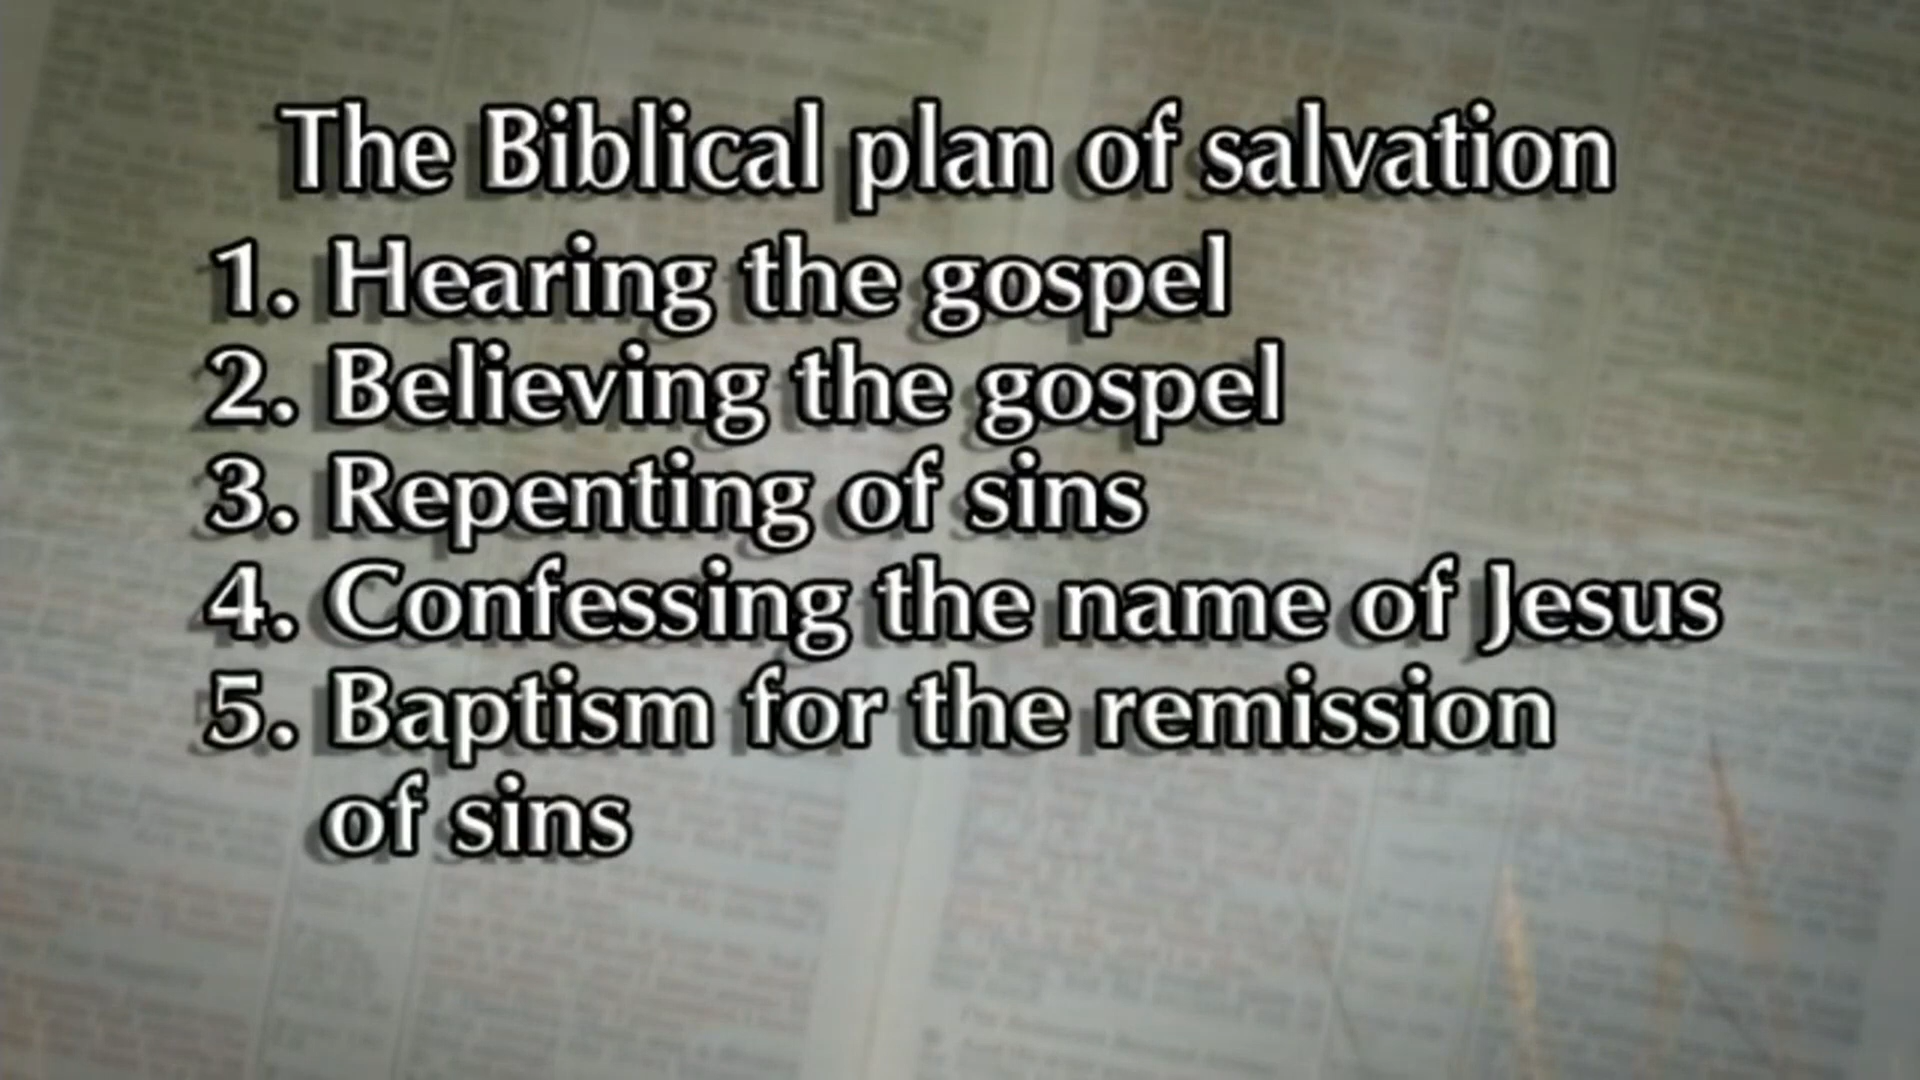 The Biblical plan of salvation
1. Hearing the gospel
2. Believing the gospel
3. Repenting of sins
4. Confessing the name of Jesus
5. Baptism for the remission
of sins